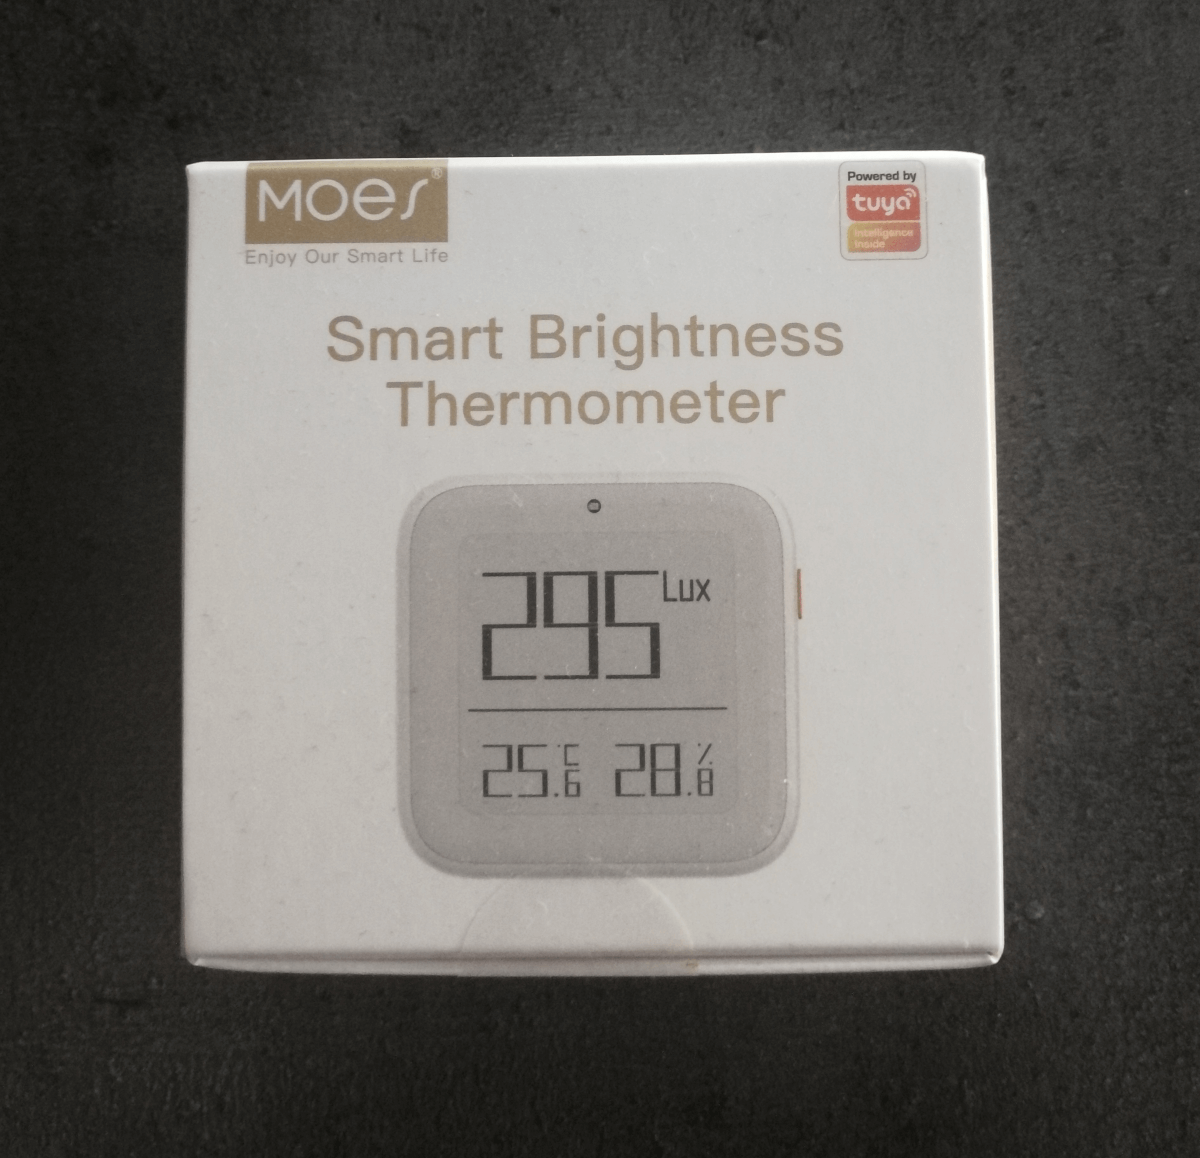 MOES®
Enjoy Our Smart Life
Powered by
tuya
intelligence
inside
Smart Brightness
Thermometer
295 Lux
25.6 °C 28.8 %